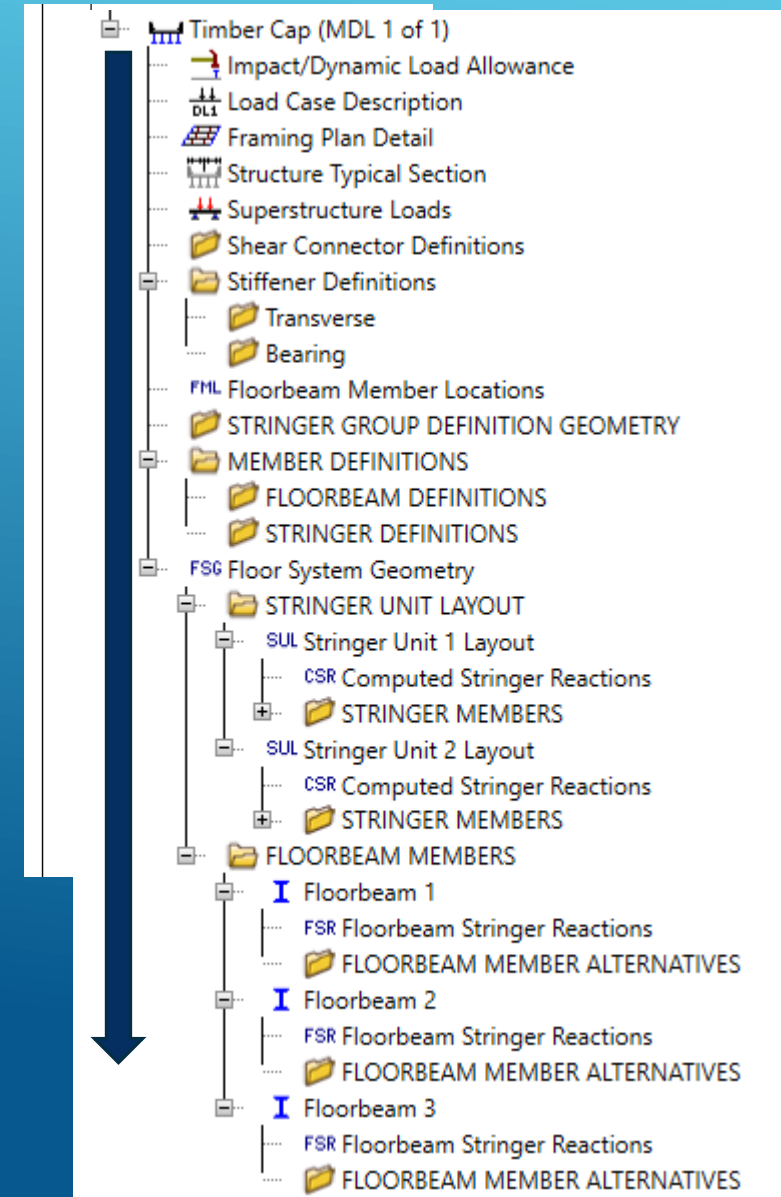 Timber Cap (MDL 1 of 1)
Impact/Dynamic Load Allowance
DL1 Load Case Description
Framing Plan Detail
Structure Typical Section
Superstructure Loads
Shear Connector Definitions
Stiffener Definitions
Transverse
Bearing
FML Floorbeam Member Locations
STRINGER GROUP DEFINITION GEOMETRY
MEMBER DEFINITIONS
FLOORBEAM DEFINITIONS
STRINGER DEFINITIONS
FSG Floor System Geometry
STRINGER UNIT LAYOUT
SUL Stringer Unit 1 Layout
CSR Computed Stringer Reactions
STRINGER MEMBERS
SUL Stringer Unit 2 Layout
CSR Computed Stringer Reactions
STRINGER MEMBERS
FLOORBEAM MEMBERS
Floorbeam 1
FSR Floorbeam Stringer Reactions
FLOORBEAM MEMBER ALTERNATIVES
Floorbeam 2
FSR Floorbeam Stringer Reactions
FLOORBEAM MEMBER ALTERNATIVES
Floorbeam 3
FSR Floorbeam Stringer Reactions
FLOORBEAM MEMBER ALTERNATIVES